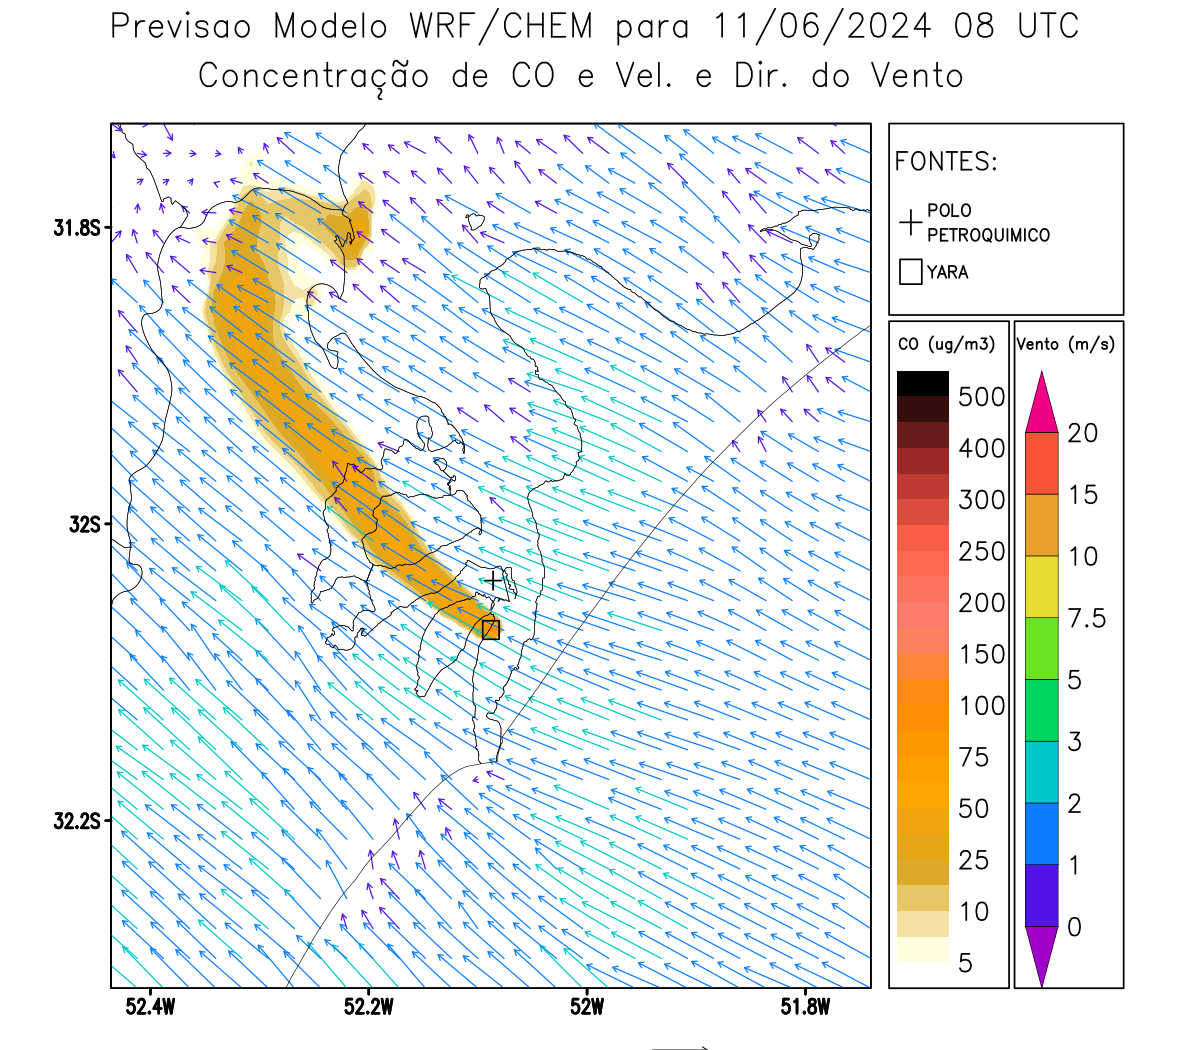 Previsao Modelo WRF/CHEM para 11/06/2024 08 UTC
Concentração de CO e Vel. e Dir. do Vento
FONTES:
POLO
PETROQUIMICO
YARA
CO (ug/m3)
500
400
300
250
200
150
100
75
50
25
10
5
Vento (m/s)
20
15
10
7.5
5
3
2
1
0
31.8S
32S
32.2S
52.4W
52.2W
52W
51.8W